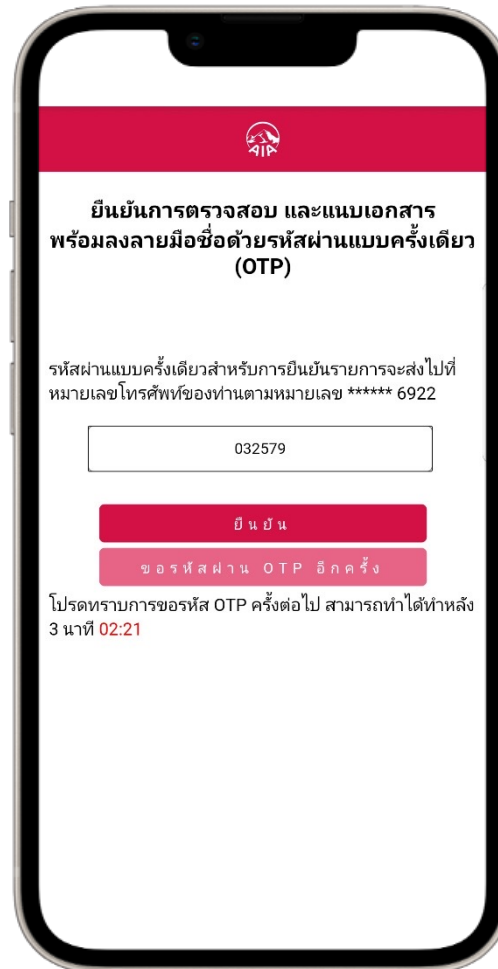 AIA
ยืนยันการตรวจสอบ และแนบเอกสาร
พร้อมลงลายมือชื่อด้วยรหัสผ่านแบบครั้งเดียว
(OTP)
รหัสผ่านแบบครั้งเดียวสำหรับการยืนยันรายการจะส่งไปที่
หมายเลขโทรศัพท์ของท่านตามหมายเลข ****** 6922
032579
ยืนยัน
ขอรหัสผ่าน OTP อีกครั้ง
โปรดทราบการขอรหัส OTP ครั้งต่อไป สามารถทำได้ทำหลัง
3 นาที 02:21